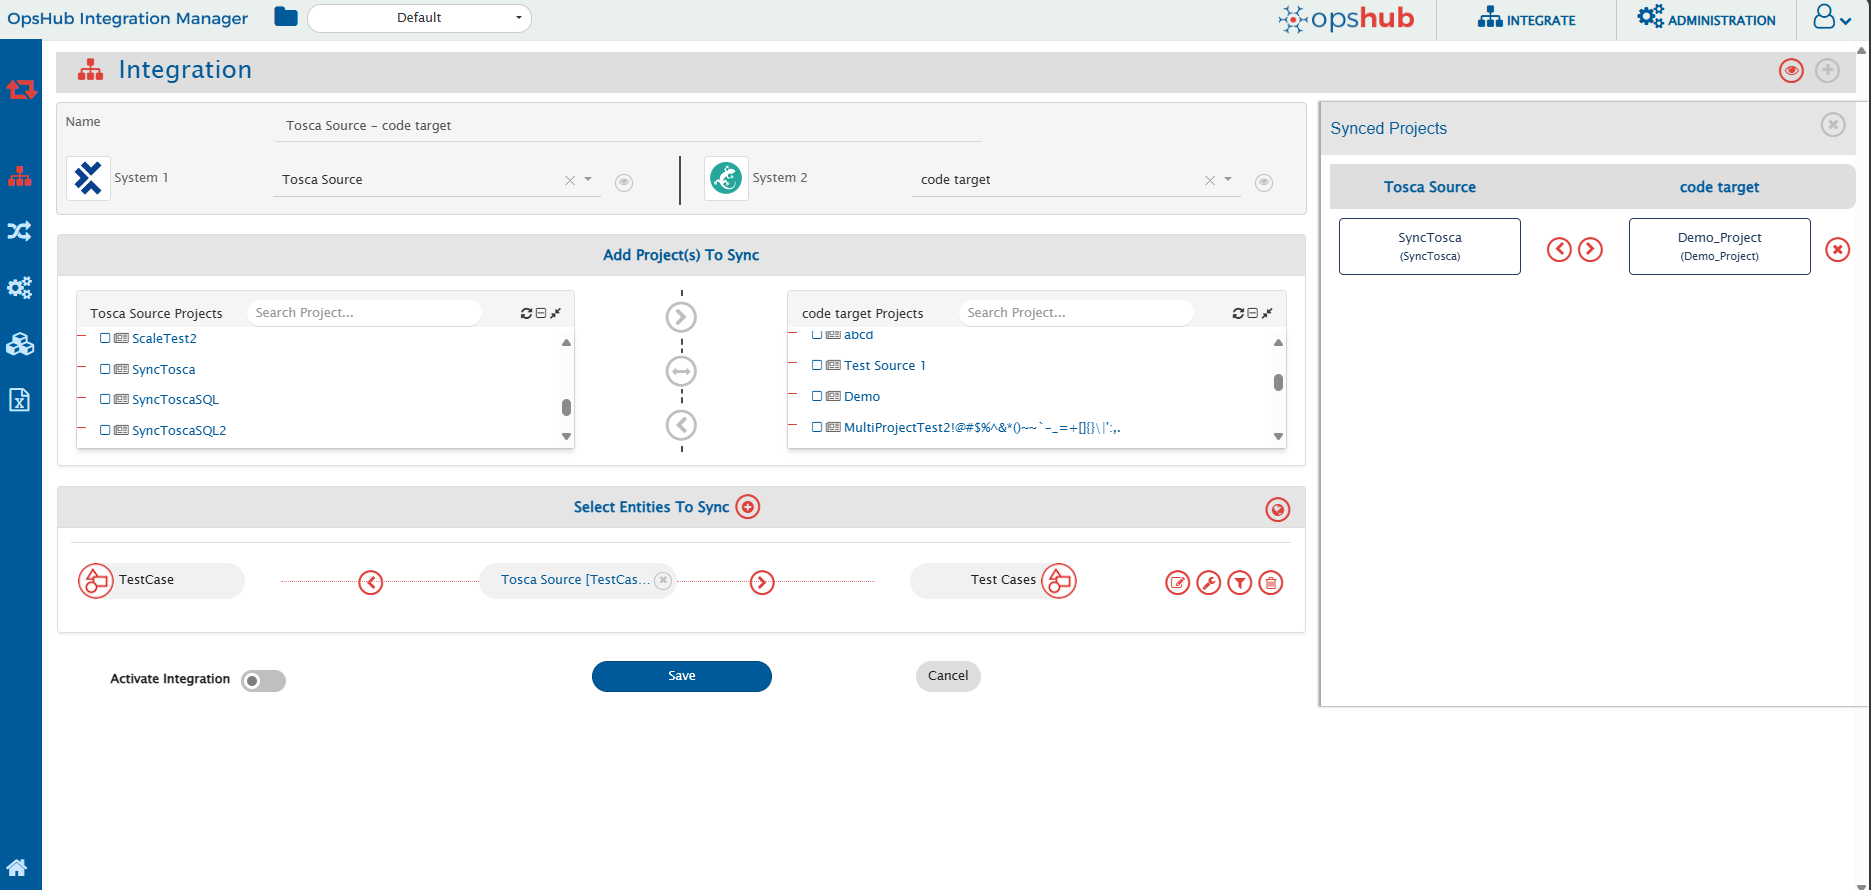 OpsHub Integration Manager
Default
opshub
INTEGRATE
ADMINISTRATION
Integration
Name
Tosca Source - code target
System 1
Tosca Source
System 2
code target
Synced Projects
Tosca Source
code target
SyncTosca
(SyncTosca)
Demo_Project
(Demo_Project)
Add Project(s) To Sync
Tosca Source Projects
Search Project...
ScaleTest2
SyncTosca
SyncToscaSQL
SyncToscaSQL2
code target Projects
Search Project...
abcd
Test Source 1
Demo
MultiProjectTest2!@#$%^&*()~~`-_=+[]{}\|':,.
Select Entities To Sync
TestCase
Tosca Source [TestCas...
Test Cases
Activate Integration
Save
Cancel